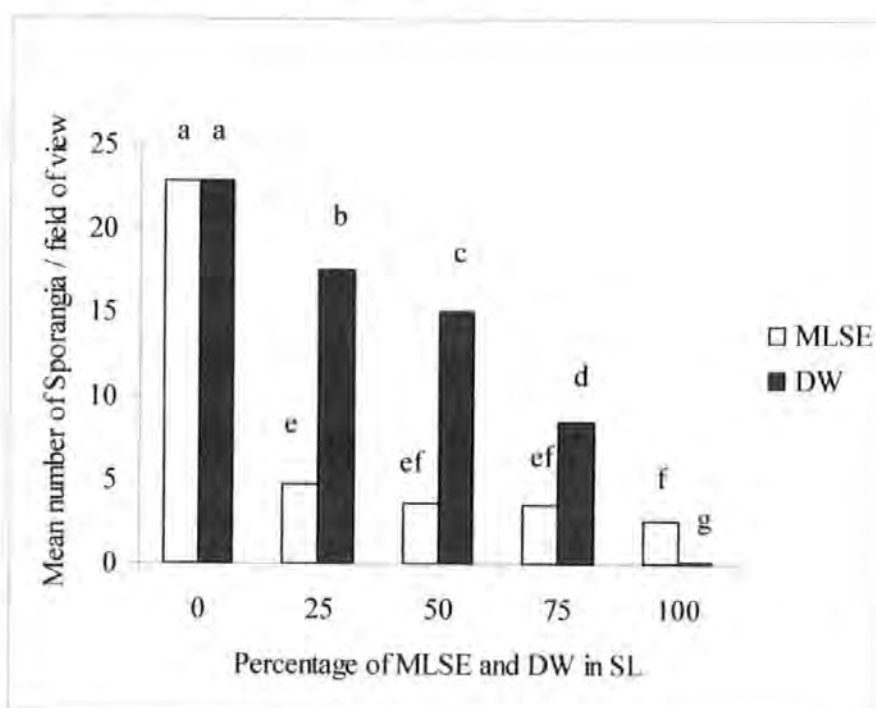 Mean number of Sporangia / field of view
25
20
15
10
5
0
a a
b
c
d
e
ef
ef
f
g
0 25 50 75 100
Percentage of MLSE and DW in SL
MLSE
DW